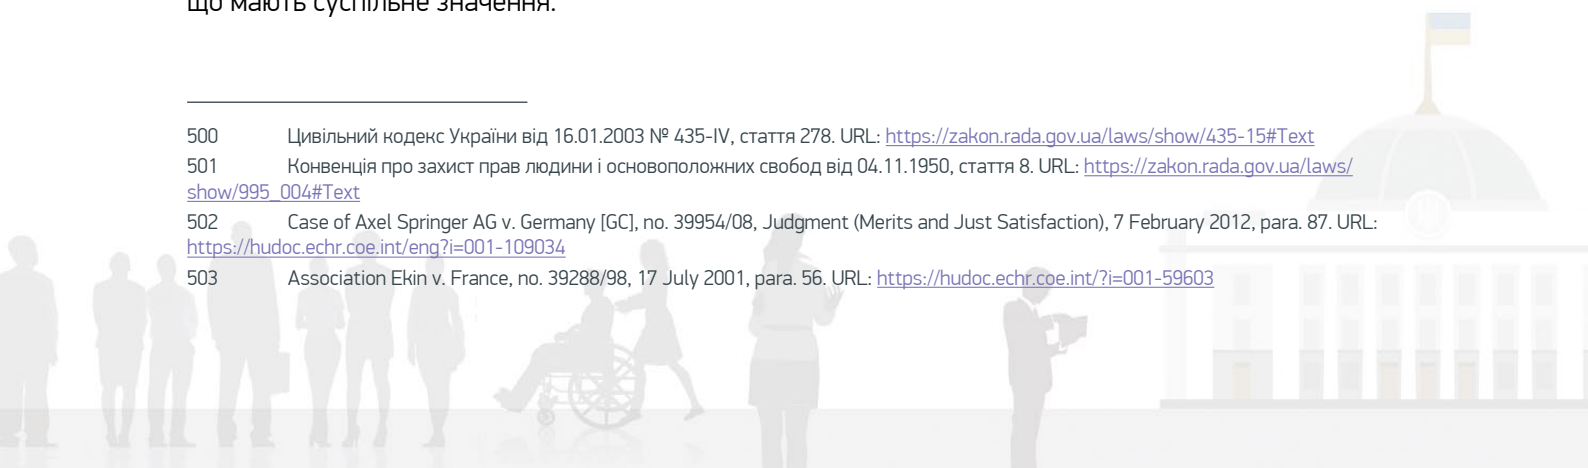 що мають суспільне значення.
500 Цивільний кодекс України від 16.01.2003 № 435-IV, стаття 278. URL: https://zakon.rada.gov.ua/laws/show/435-15#Text
501 Конвенція про захист прав людини і основоположних свобод від 04.11.1950, стаття 8. URL: https://zakon.rada.gov.ua/laws/
show/995_004#Text
502 Case of Axel Springer AG v. Germany [GC], no. 39954/08, Judgment (Merits and Just Satisfaction), 7 February 2012, para. 87. URL:
https://hudoc.echr.coe.int/eng?i=001-109034
503 Association Ekin v. France, no. 39288/98, 17 July 2001, para. 56. URL: https://hudoc.echr.coe.int/?i=001-59603